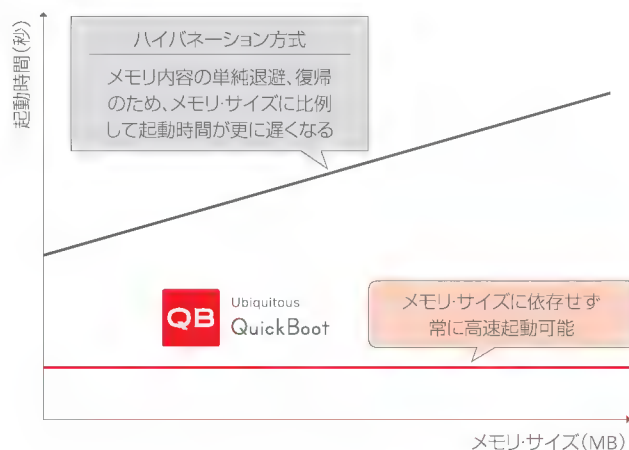 起動時間(秒)
ハイバネーション方式
メモリ内容の単純退避、復帰
のため、メモリ・サイズに比例
して起動時間が更に遅くなる
QB
Ubiquitous
QuickBoot
メモリ・サイズに依存せず
常に高速起動可能
メモリ・サイズ(MB)